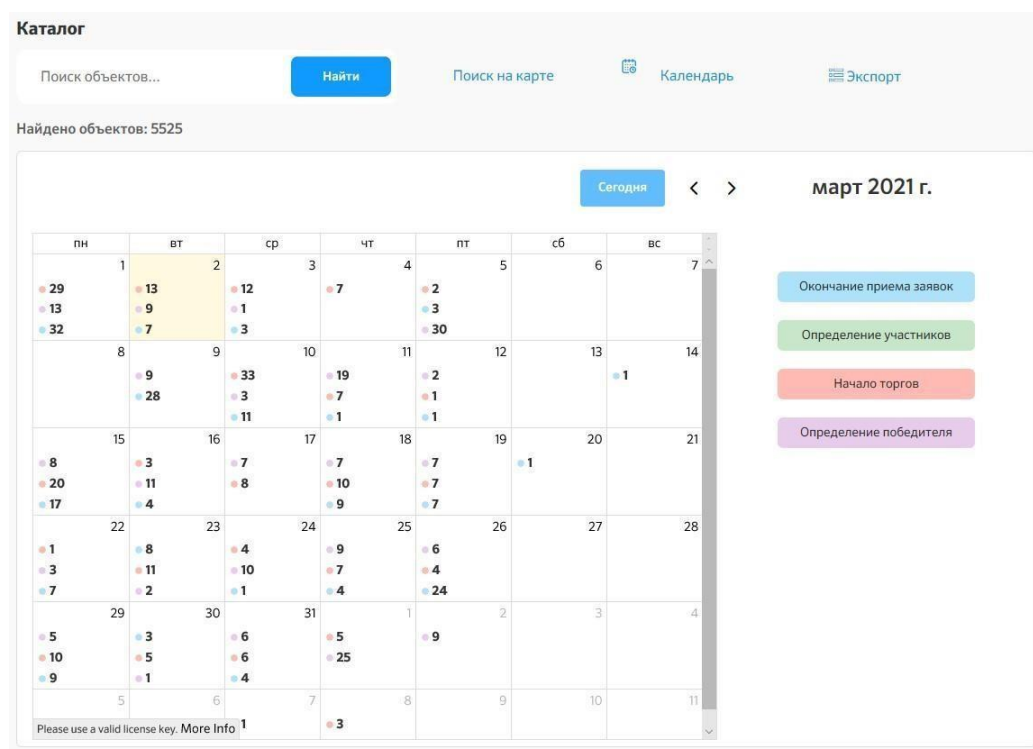 Каталог
Поиск объектов...
Найти
Поиск на карте
Календарь
Экспорт
Найдено объектов: 5525
Сегодня
март 2021 г.
пн вт ср чт пт сб вс
1 2 3 4 5 6 7
29 13 12 7 2
13 9 1 3
32 7 3 30
8 9 10 11 12 13 14
9 33 19 2 1
28 3 7 1
11 1 1
15 16 17 18 19 20 21
8 3 7 7 7 1
20 11 8 10 7
17 4 9 7
22 23 24 25 26 27 28
1 8 4 9 6
3 11 10 7 4
7 2 1 4 24
29 30 31 1 2 3 4
5 3 6 5 9
10 5 6 25
9 1 4
5 6 7 8 9 10 11
1 3
Please use a valid license key. More Info
Окончание приема заявок
Определение участников
Начало торгов
Определение победителя